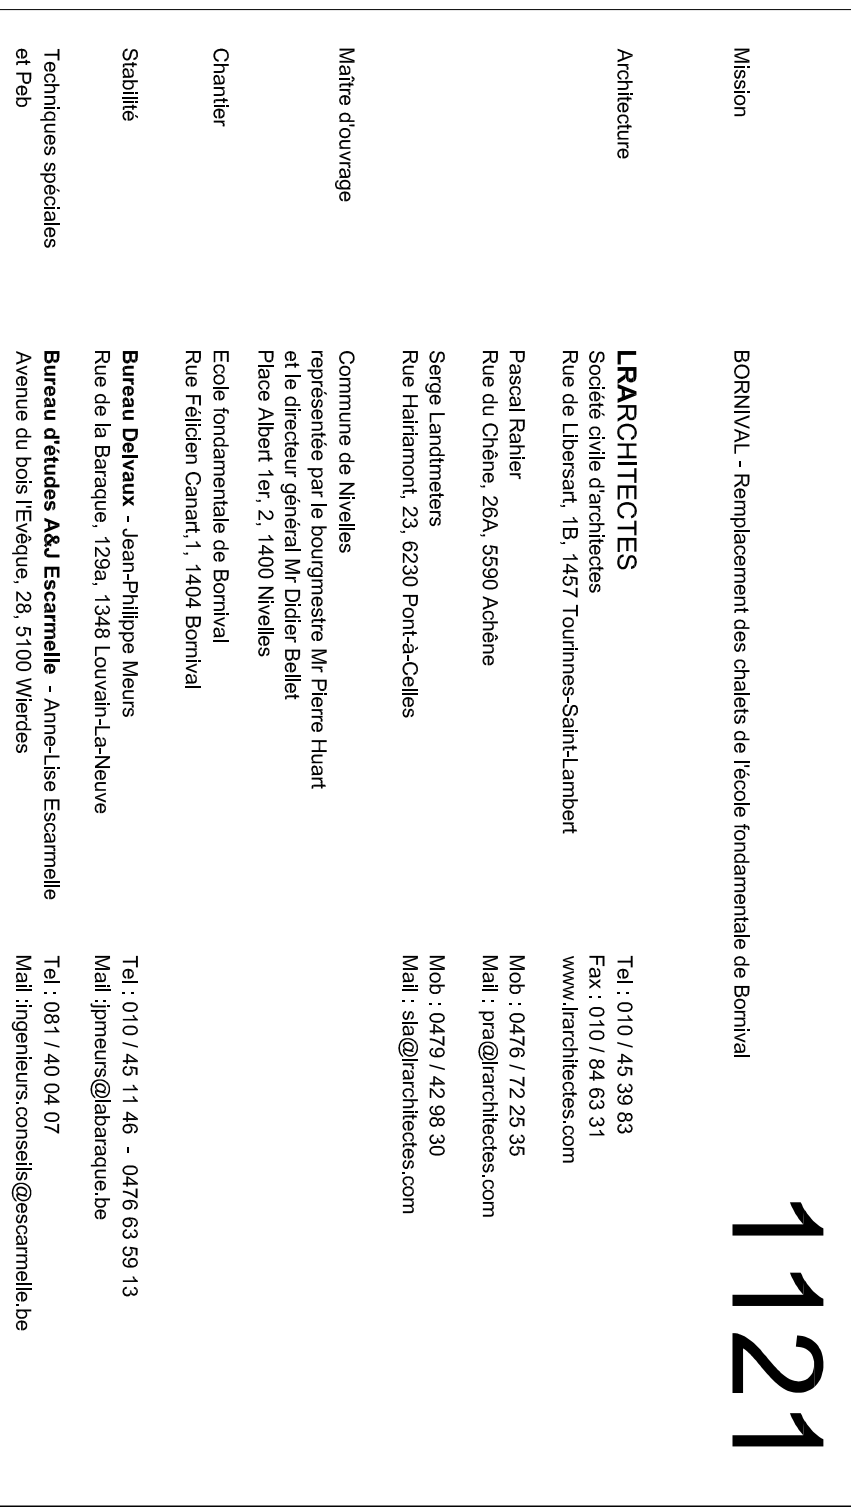 Mission BORNIVAL - Remplacement des chalets de l'école fondamentale de Bornival 1121
Architecture LRARCHITECTES Tel : 010 / 45 39 83
Société civile d'architectes Fax : 010 / 84 63 31
Rue de Libersart, 1B, 1457 Tourinnes-Saint-Lambert www.lrarchitectes.com
Pascal Rahier Mob : 0476 / 72 25 35
Rue du Chêne, 26A, 5590 Achêne Mail : pra@lrarchitectes.com
Serge Landtmeters Mob : 0479 / 42 98 30
Rue Hairiamont, 23, 6230 Pont-à-Celles Mail : sla@lrarchitectes.com
Maître d'ouvrage Commune de Nivelles
représentée par le bourgmestre Mr Pierre Huart
et le directeur général Mr Didier Bellet
Place Albert 1er, 2, 1400 Nivelles
Chantier Ecole fondamentale de Bornival
Rue Félicien Canart,1, 1404 Bornival
Stabilité Bureau Delvaux - Jean-Philippe Meurs Tel : 010 / 45 11 46 - 0476 63 59 13
Rue de la Baraque, 129a, 1348 Louvain-La-Neuve Mail :jpmeurs@labaraque.be
Techniques spéciales Bureau d'études A&J Escarmelle - Anne-Lise Escarmelle Tel : 081 / 40 04 07
et Peb Avenue du bois l'Evêque, 28, 5100 Wierdes Mail :ingenieurs.conseils@escarmelle.be